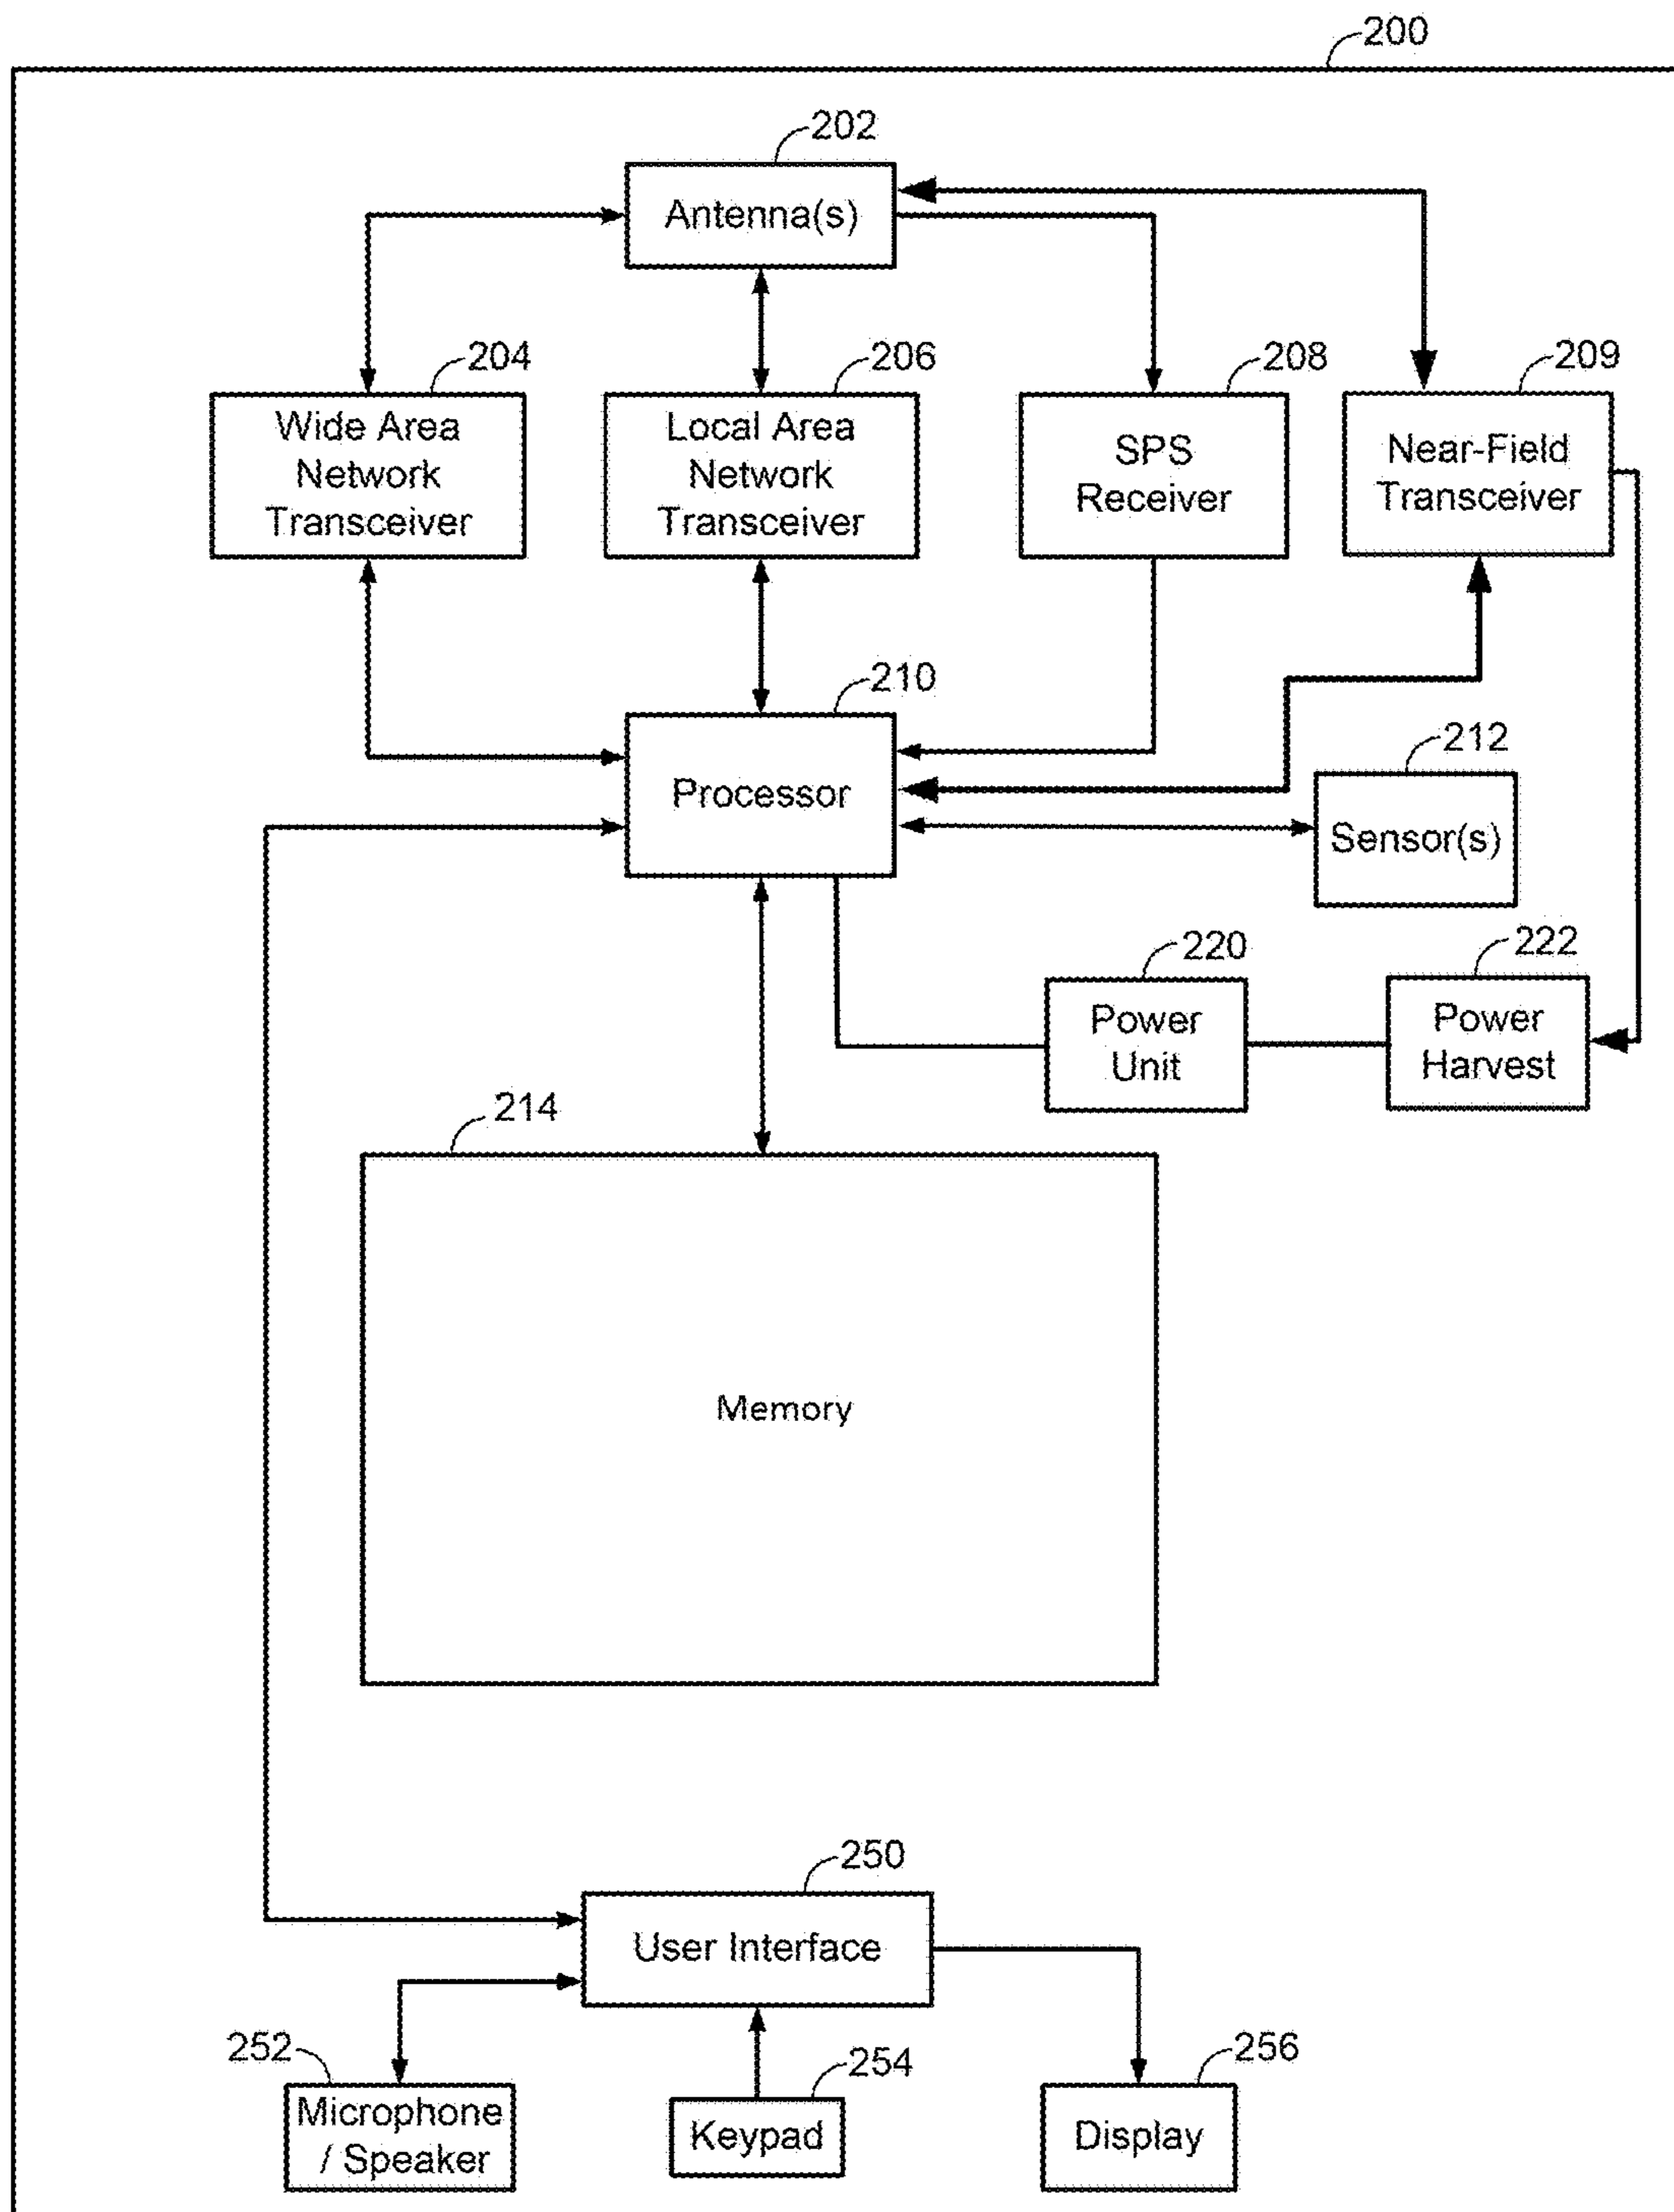 200
202
Antenna(s)
204
206
208
209
Wide Area
Network
Transceiver
Local Area
Network
Transceiver
SPS
Receiver
Near-Field
Transceiver
210
Processor
212
Sensor(s)
220
Power
Unit
222
Power
Harvest
214
Memory
250
User Interface
252
Microphone
/ Speaker
254
Keypad
256
Display